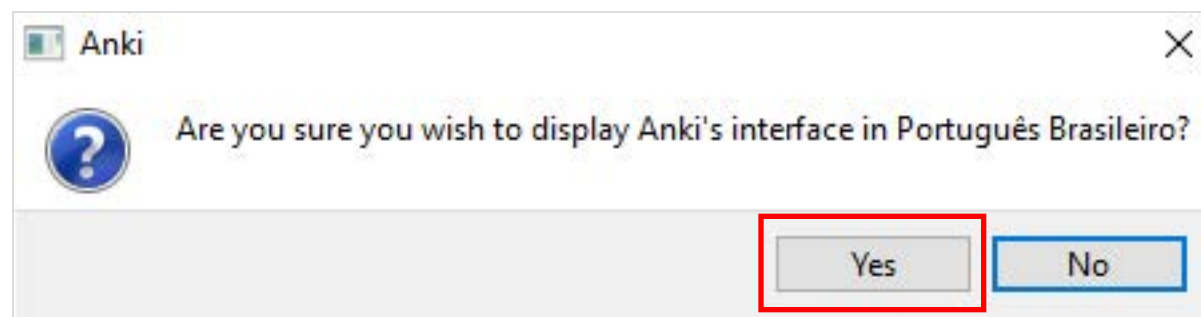 Anki
Are you sure you wish to display Anki's interface in Português Brasileiro?
Yes No